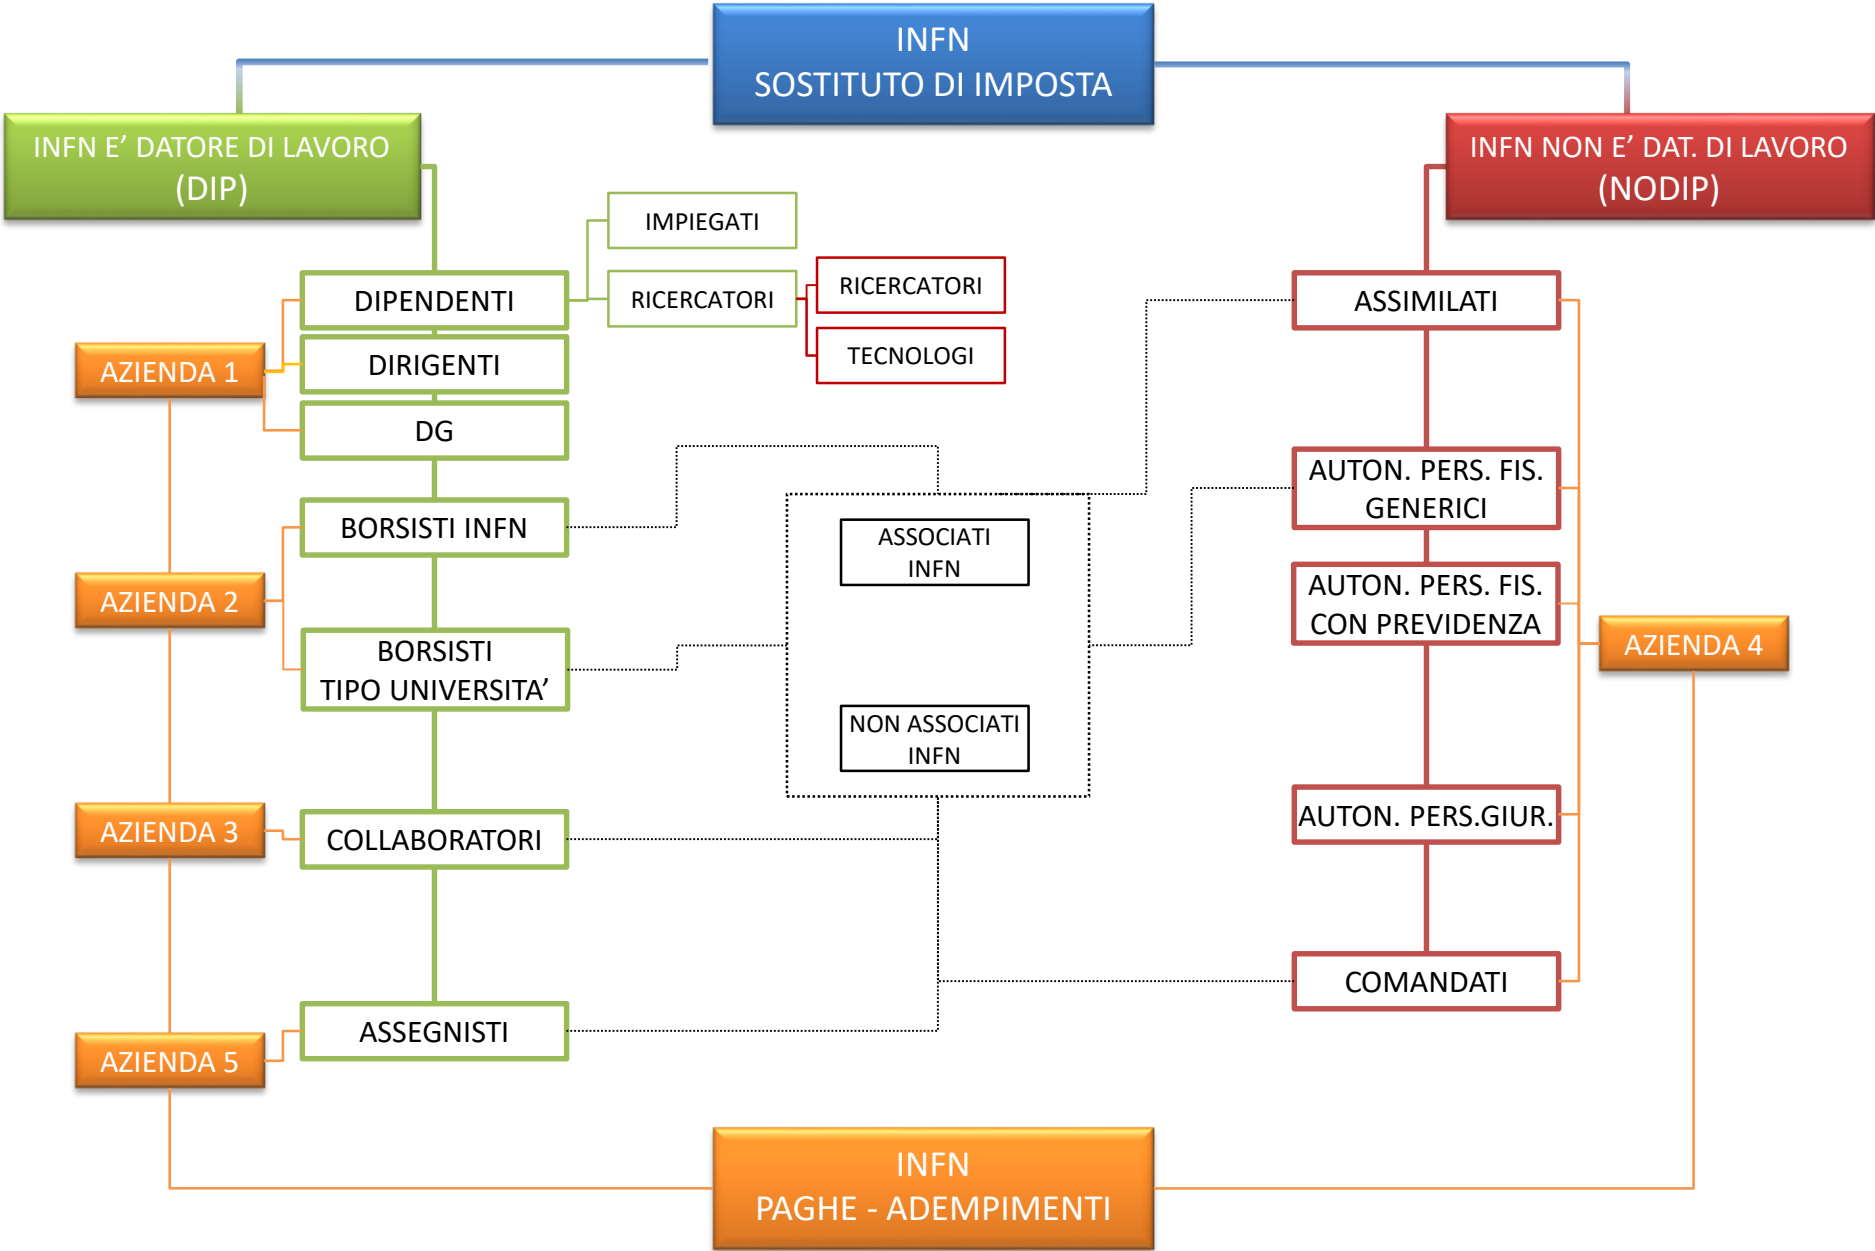 INFN
SOSTITUTO DI IMPOSTA
INFN E’ DATORE DI LAVORO
(DIP)
INFN NON E’ DAT. DI LAVORO
(NODIP)
IMPIEGATI
DIPENDENTI
RICERCATORI
RICERCATORI
TECNOLOGI
ASSIMILATI
AZIENDA 1
DIRIGENTI
DG
AUTON. PERS. FIS.
GENERICI
BORSISTI INFN
ASSOCIATI
INFN
AZIENDA 2
AUTON. PERS. FIS.
CON PREVIDENZA
AZIENDA 4
BORSISTI
TIPO UNIVERSITA’
NON ASSOCIATI
INFN
AZIENDA 3
COLLABORATORI
AUTON. PERS.GIUR.
COMANDATI
ASSEGNISTI
AZIENDA 5
INFN
PAGHE - ADEMPIMENTI